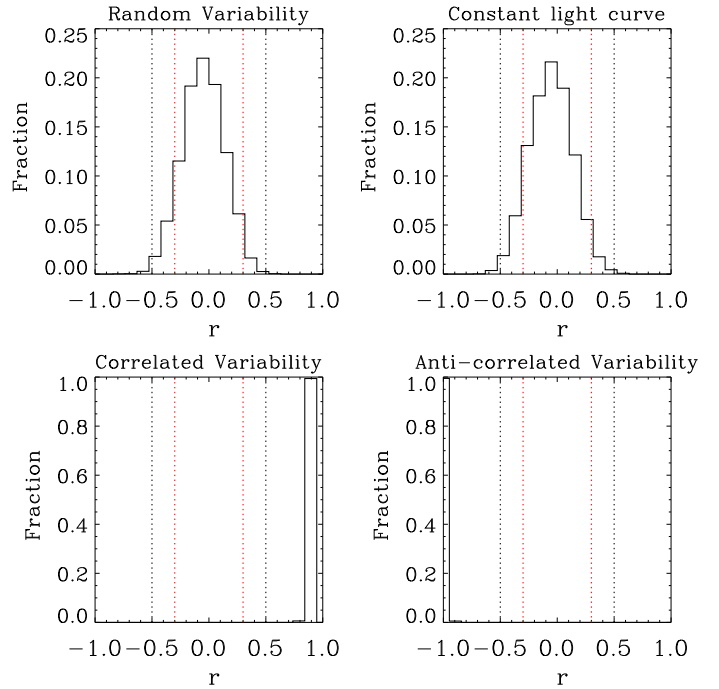 Random Variability
Constant light curve
0.25
0.20
0.15
0.10
0.05
0.00
Fraction
−1.0−0.5 0.0 0.5 1.0
r
0.25
0.20
0.15
0.10
0.05
0.00
Fraction
−1.0−0.5 0.0 0.5 1.0
r
Correlated Variability
Anti−correlated Variability
1.0
0.8
0.6
0.4
0.2
0.0
Fraction
−1.0−0.5 0.0 0.5 1.0
r
1.0
0.8
0.6
0.4
0.2
0.0
Fraction
−1.0−0.5 0.0 0.5 1.0
r